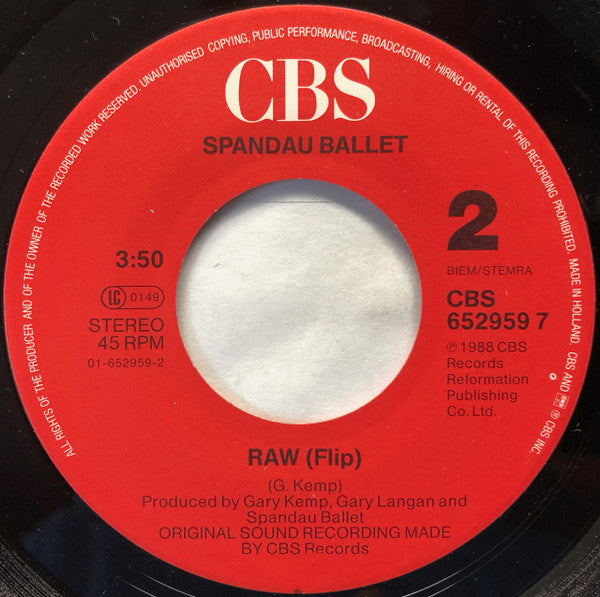 ALL RIGHTS OF THE PRODUCER AND OF THE OWNER OF THE RECORDED WORK RESERVED. UNAUTHORISED COPYING, PUBLIC PERFORMANCE, BROADCASTING, HIRING OR RENTAL OF THIS RECORDING PROHIBITED. MADE IN HOLLAND. CBS AND ® CBS INC.
CBS
SPANDAU BALLET
2
BIEM/STEMRA
3:50
LC 0149
STEREO
45 RPM
01-652959-2
CBS
652959 7
℗ 1988 CBS
Records
Reformation
Publishing
Co. Ltd.
RAW (Flip)
(G. Kemp)
Produced by Gary Kemp, Gary Langan and
Spandau Ballet
ORIGINAL SOUND RECORDING MADE
BY CBS Records